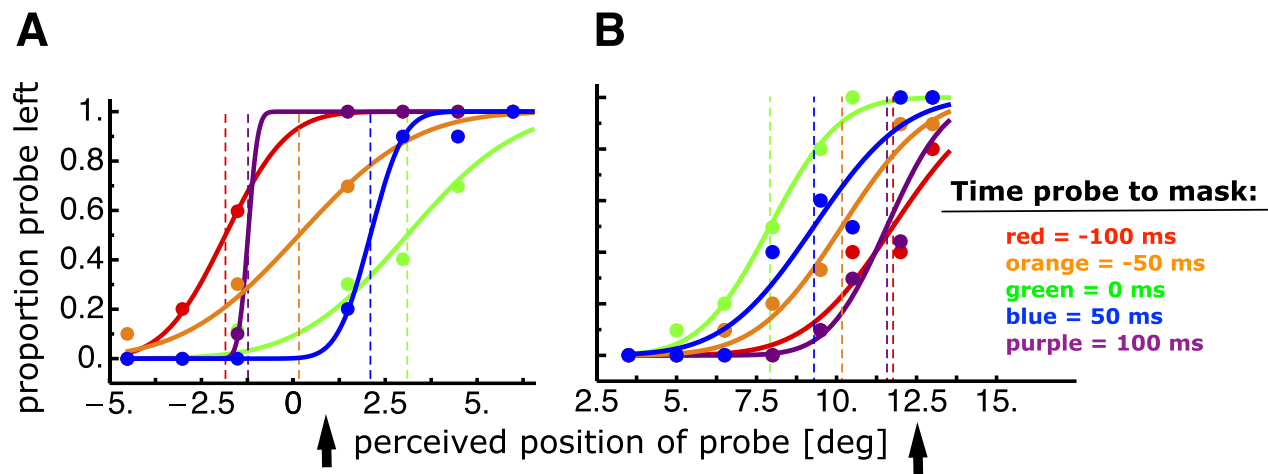 A
B
proportion probe left
1.
0.8
0.6
0.4
0.2
0.
−5.
−2.5
0
2.5
5.
2.5
5.
7.5
10.
12.5
15.
perceived position of probe [deg]
Time probe to mask:
red = -100 ms
orange = -50 ms
green = 0 ms
blue = 50 ms
purple = 100 ms